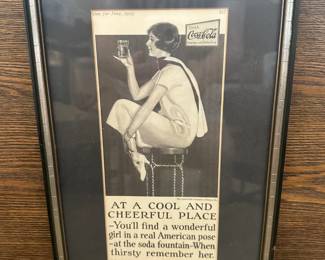 Drink
Coca-Cola
AT A COOL AND
CHEERFUL PLACE
-You'll find a wonderful
girl in a real American pose
-at the soda fountain-When
thirsty remember her.